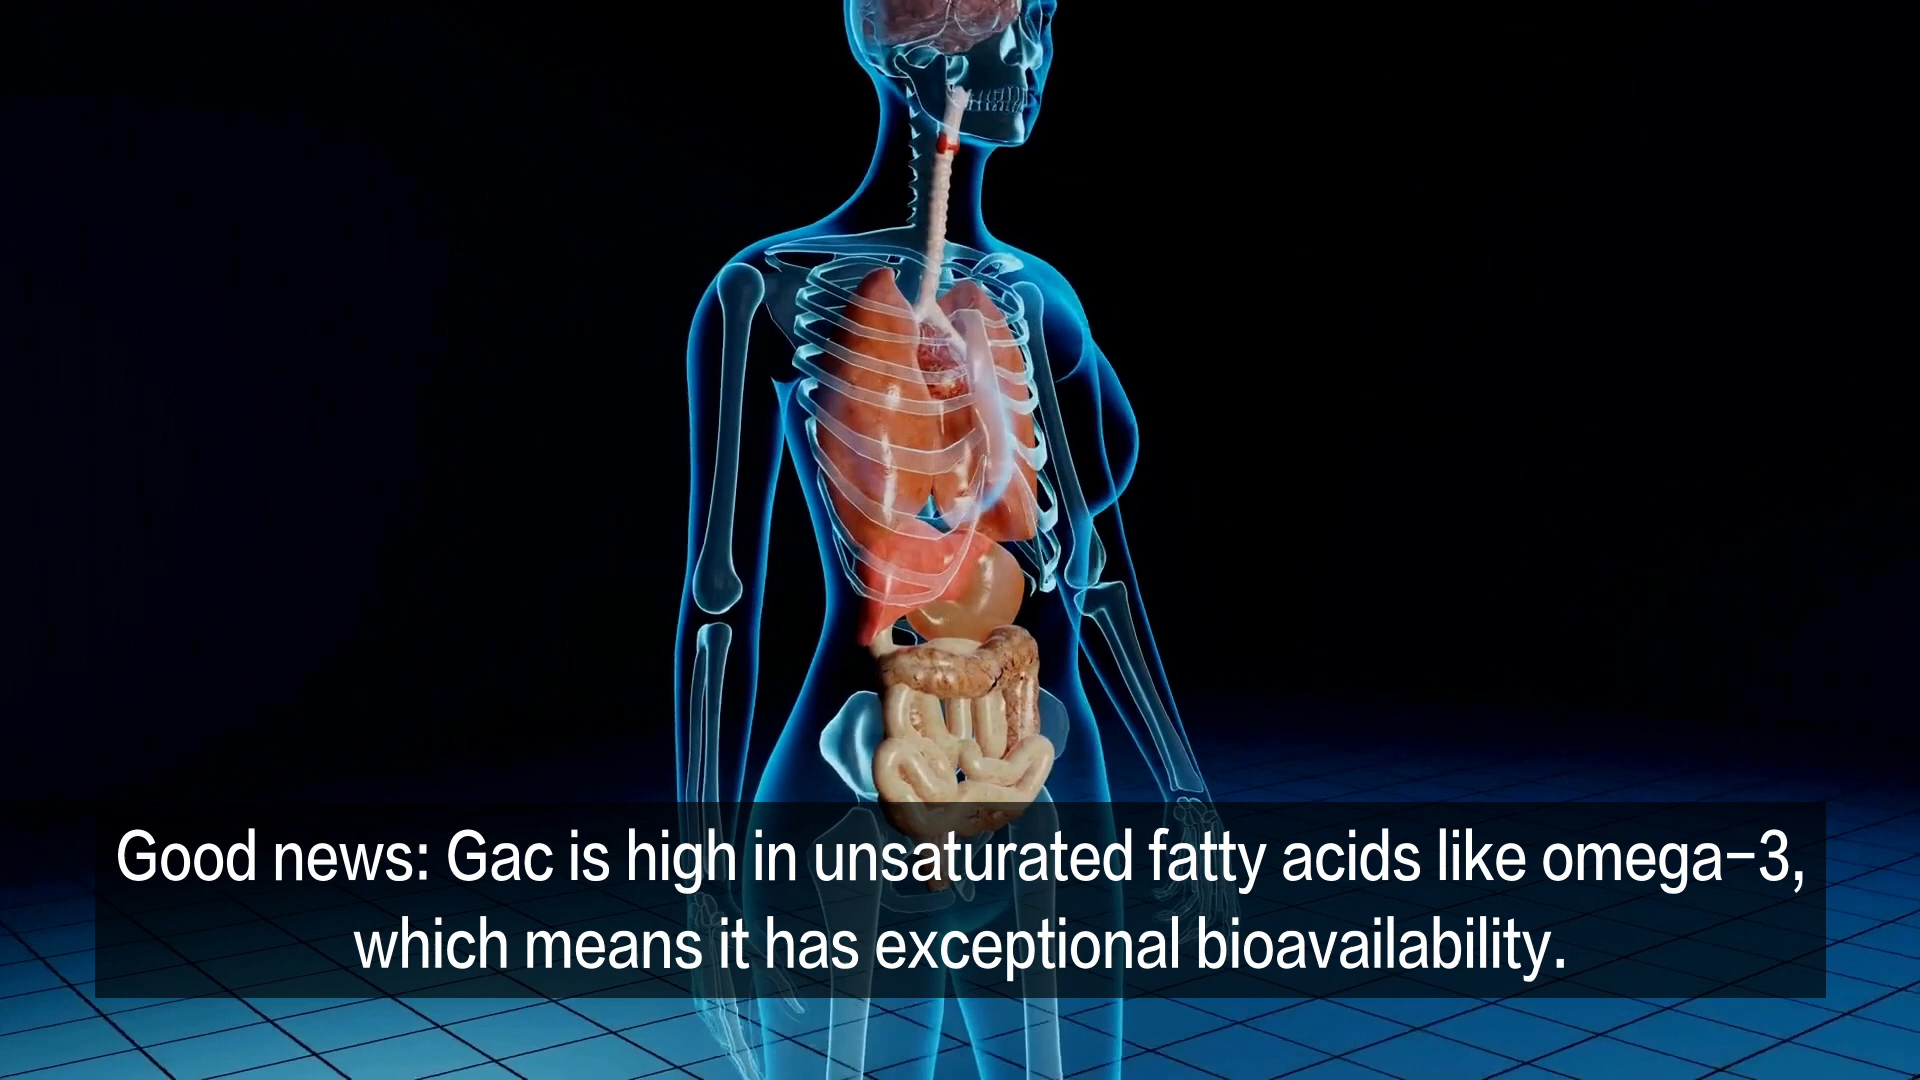 Good news: Gac is high in unsaturated fatty acids like omega-3,
which means it has exceptional bioavailability.